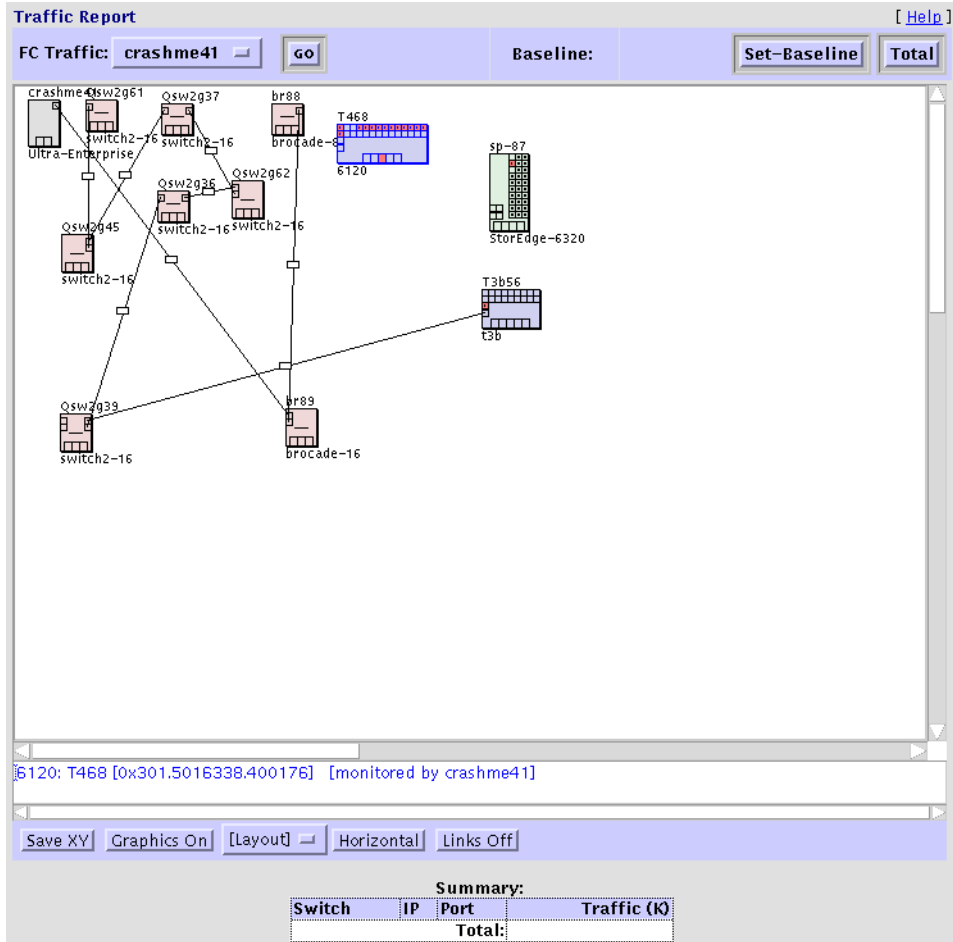 Traffic Report [ Help ]
FC Traffic: crashme41 GO Baseline: Set-Baseline Total
crashme41 Qsw2g61 Qsw2g37 br88
T468
switch2-16 switch2-16 brocade-8
Ultra-Enterprise
sp-87
6120
Qsw2g36 Qsw2g62
Qsw2g45 switch2-16 switch2-16
StorEdge-6320
switch2-16
T3b56
t3b
Qsw2g39 br89
switch2-16 brocade-16
6120: T468 [0x301.5016338.400176] [monitored by crashme41]
Save XY Graphics On [Layout] Horizontal Links Off
Summary:
Switch IP Port Traffic (K)
Total: